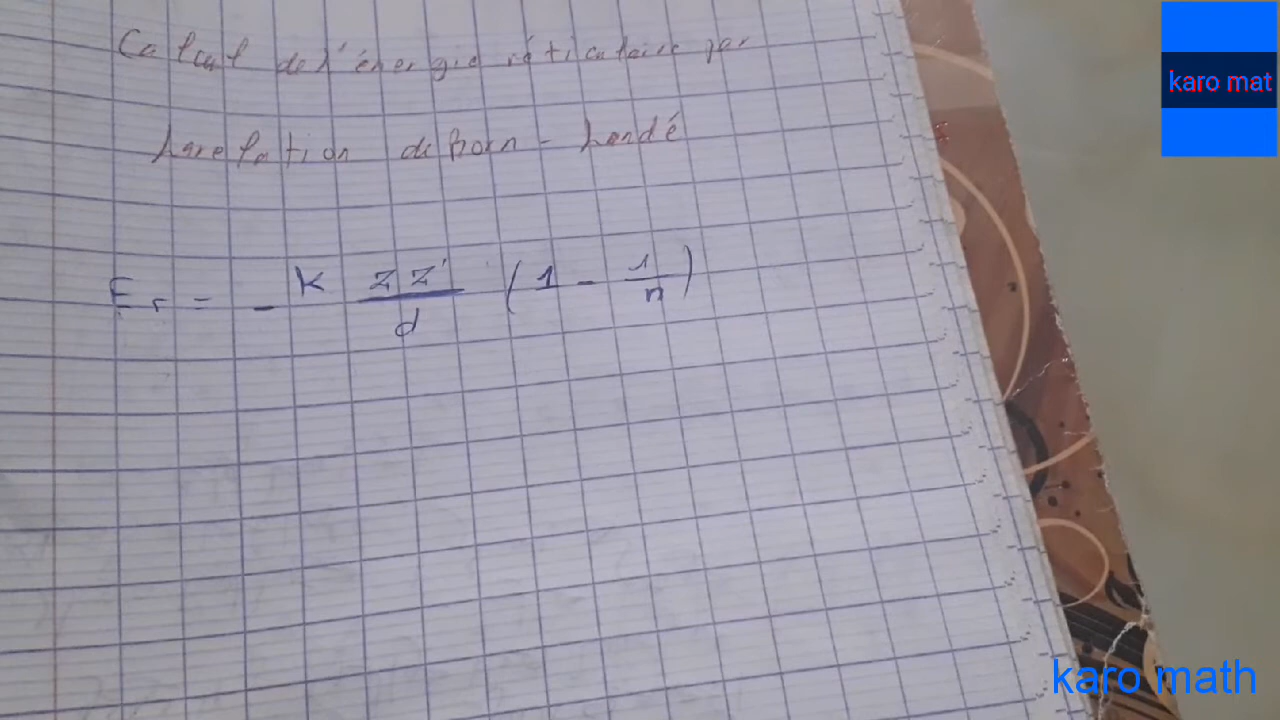 Calcul de l'énergie réticulaire par
la relation de Born - Landé
Er = - K ZZ'/d (1 - 1/n)
karo mat
karo math